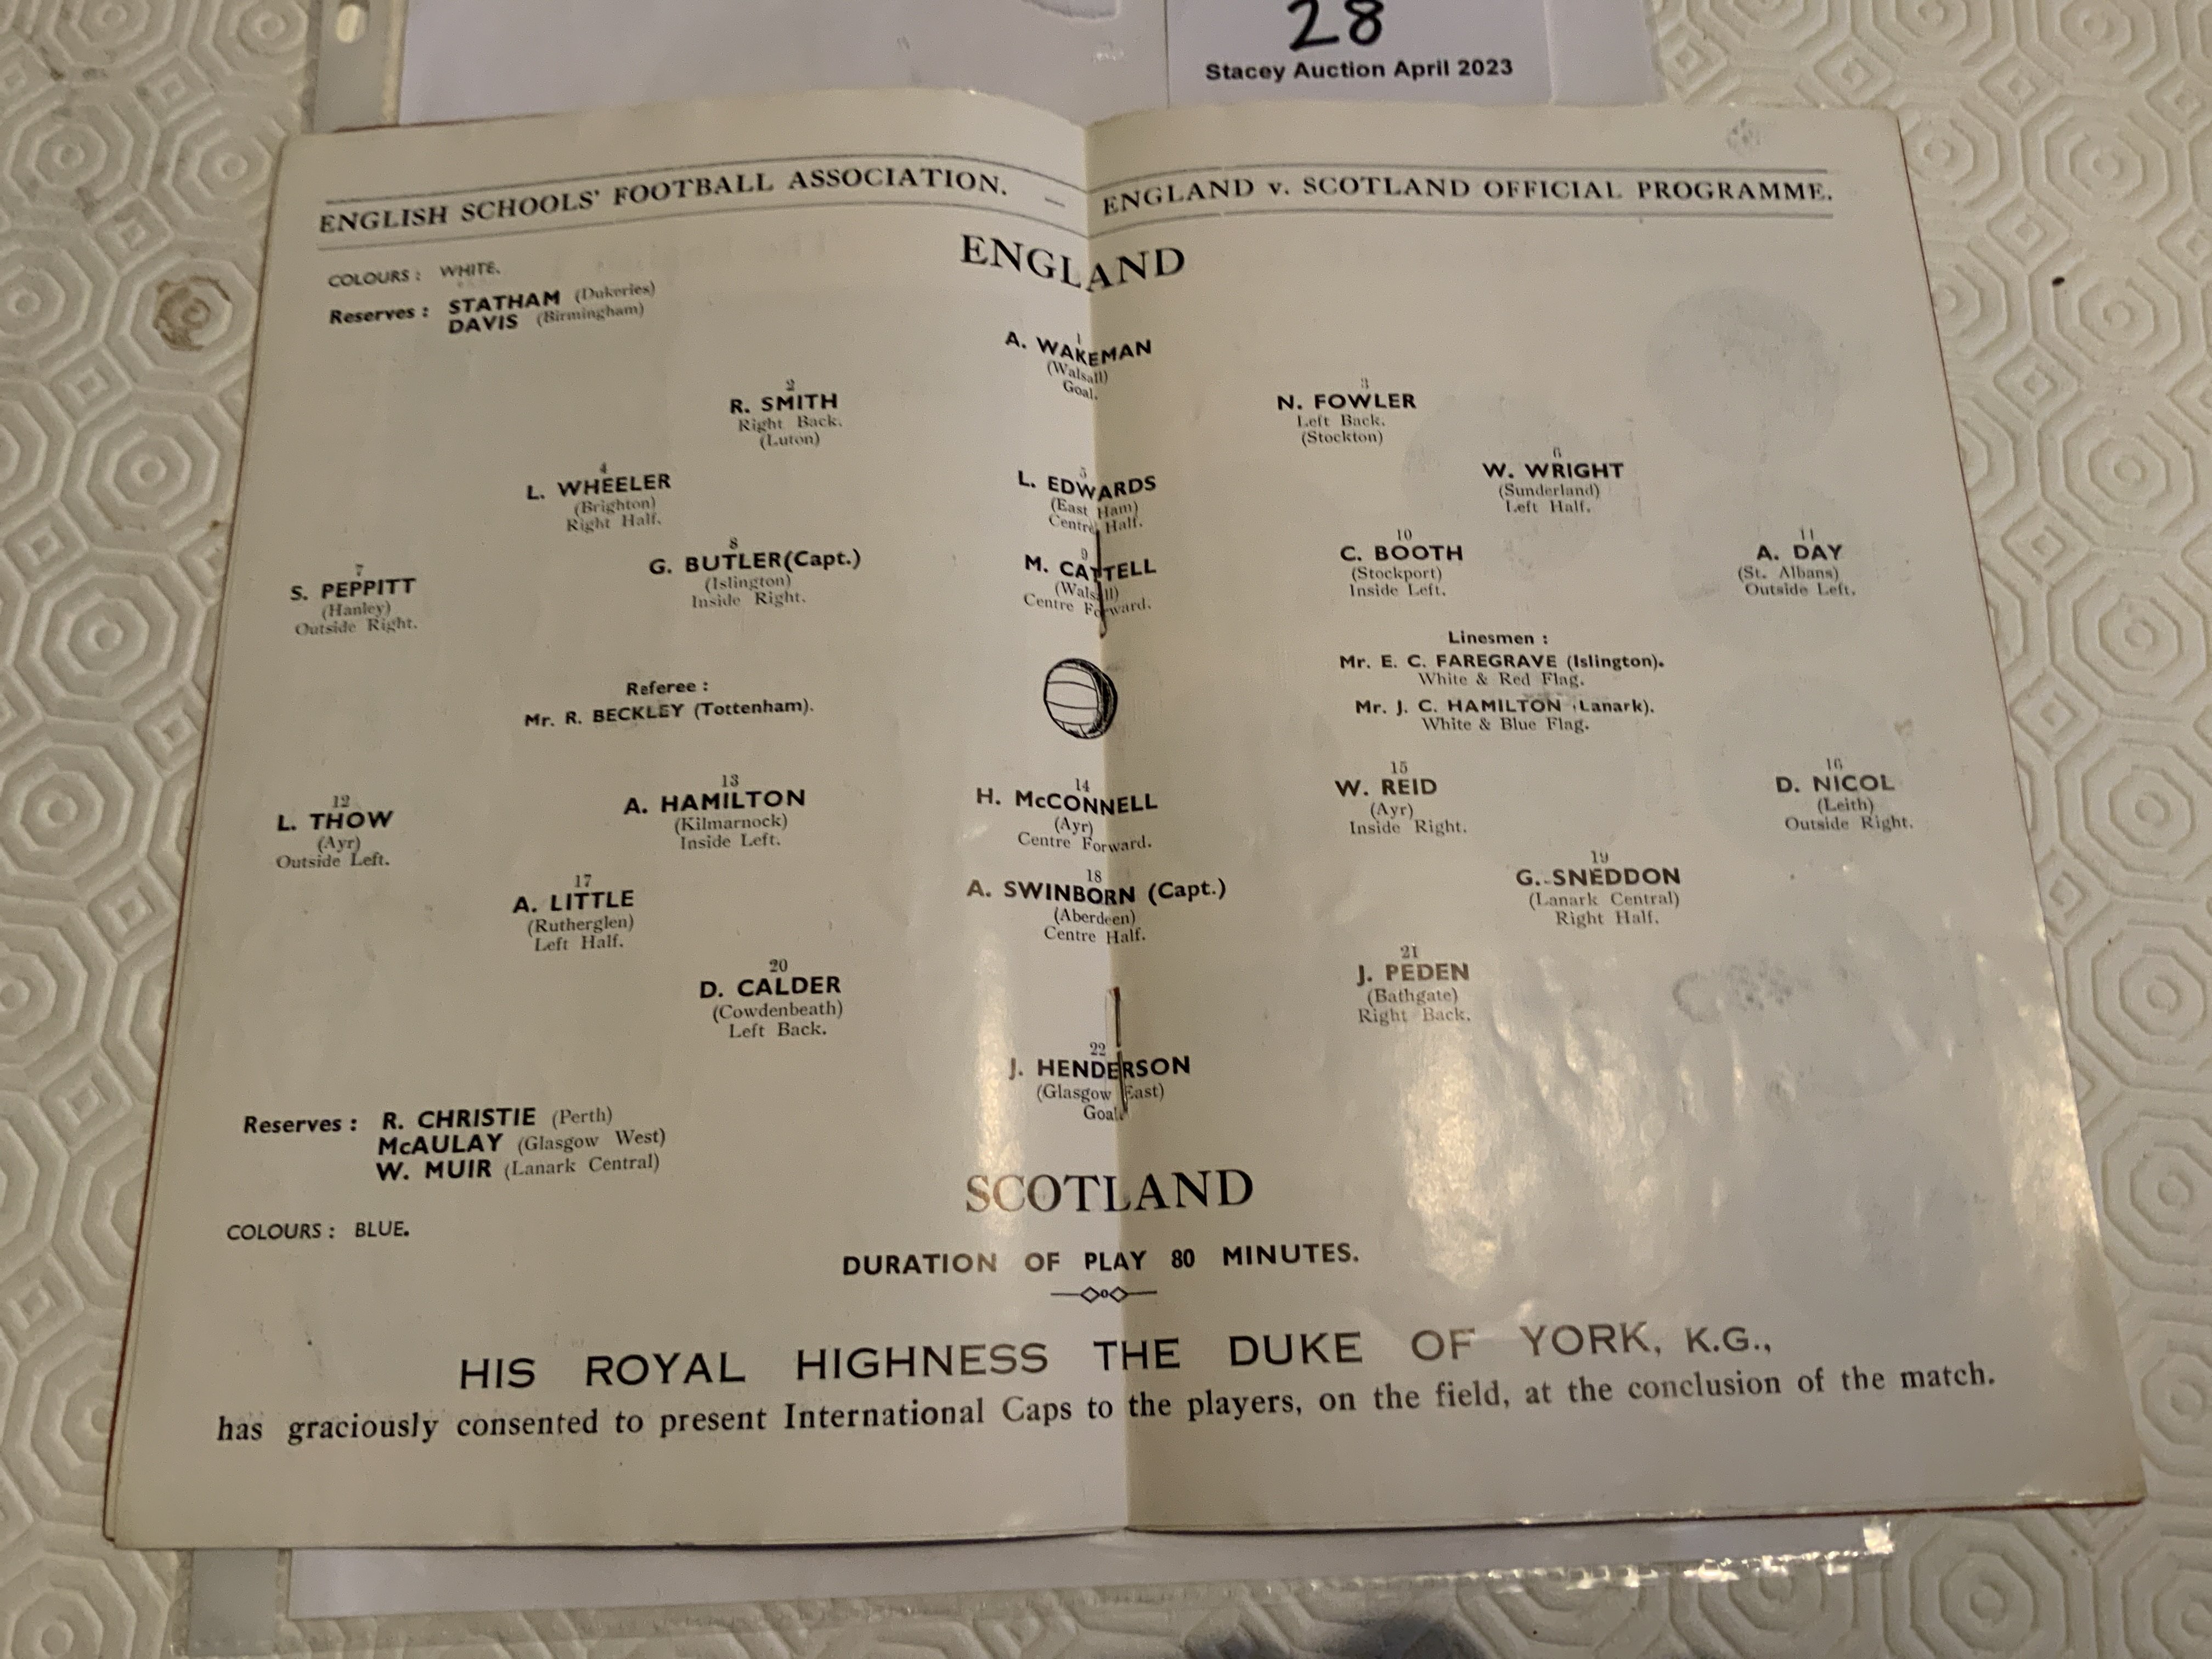 28
Stacey Auction April 2023
ENGLISH SCHOOLS' FOOTBALL ASSOCIATION. — ENGLAND v. SCOTLAND OFFICIAL PROGRAMME.
ENGLAND
COLOURS : WHITE.
Reserves : STATHAM (Dukeries)
DAVIS (Birmingham)
1
A. WAKEMAN
(Walsall)
Goal.
2
R. SMITH
Right Back.
(Luton)
3
N. FOWLER
Left Back.
(Stockton)
4
L. WHEELER
(Brighton)
Right Half.
5
L. EDWARDS
(East Ham)
Centre Half.
6
W. WRIGHT
(Sunderland)
Left Half.
7
S. PEPPITT
(Hanley)
Outside Right.
8
G. BUTLER(Capt.)
(Islington)
Inside Right.
9
M. CATTELL
(Walsall)
Centre Forward.
10
C. BOOTH
(Stockport)
Inside Left.
11
A. DAY
(St. Albans)
Outside Left.
Referee :
Mr. R. BECKLEY (Tottenham).
Linesmen :
Mr. E. C. FAREGRAVE (Islington).
White & Red Flag.
Mr. J. C. HAMILTON (Lanark).
White & Blue Flag.
12
L. THOW
(Ayr)
Outside Left.
13
A. HAMILTON
(Kilmarnock)
Inside Left.
14
H. McCONNELL
(Ayr)
Centre Forward.
15
W. REID
(Ayr)
Inside Right.
16
D. NICOL
(Leith)
Outside Right.
17
A. LITTLE
(Rutherglen)
Left Half.
18
A. SWINBORN (Capt.)
(Aberdeen)
Centre Half.
19
G. SNEDDON
(Lanark Central)
Right Half.
20
D. CALDER
(Cowdenbeath)
Left Back.
21
J. PEDEN
(Bathgate)
Right Back.
22
J. HENDERSON
(Glasgow East)
Goal.
Reserves : R. CHRISTIE (Perth)
McAULAY (Glasgow West)
W. MUIR (Lanark Central)
SCOTLAND
COLOURS : BLUE.
DURATION OF PLAY 80 MINUTES.
HIS ROYAL HIGHNESS THE DUKE OF YORK, K.G.,
has graciously consented to present International Caps to the players, on the field, at the conclusion of the match.